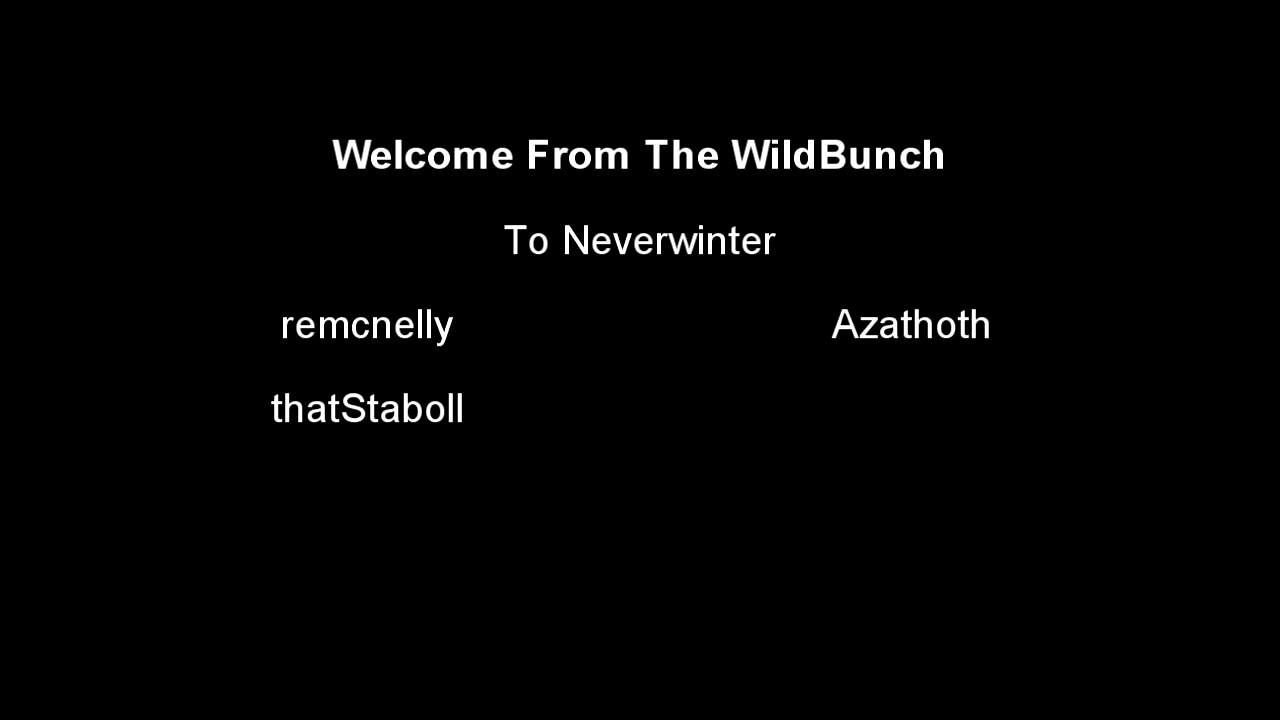 Welcome From The WildBunch
To Neverwinter
remcnelly Azathoth
thatStaboll